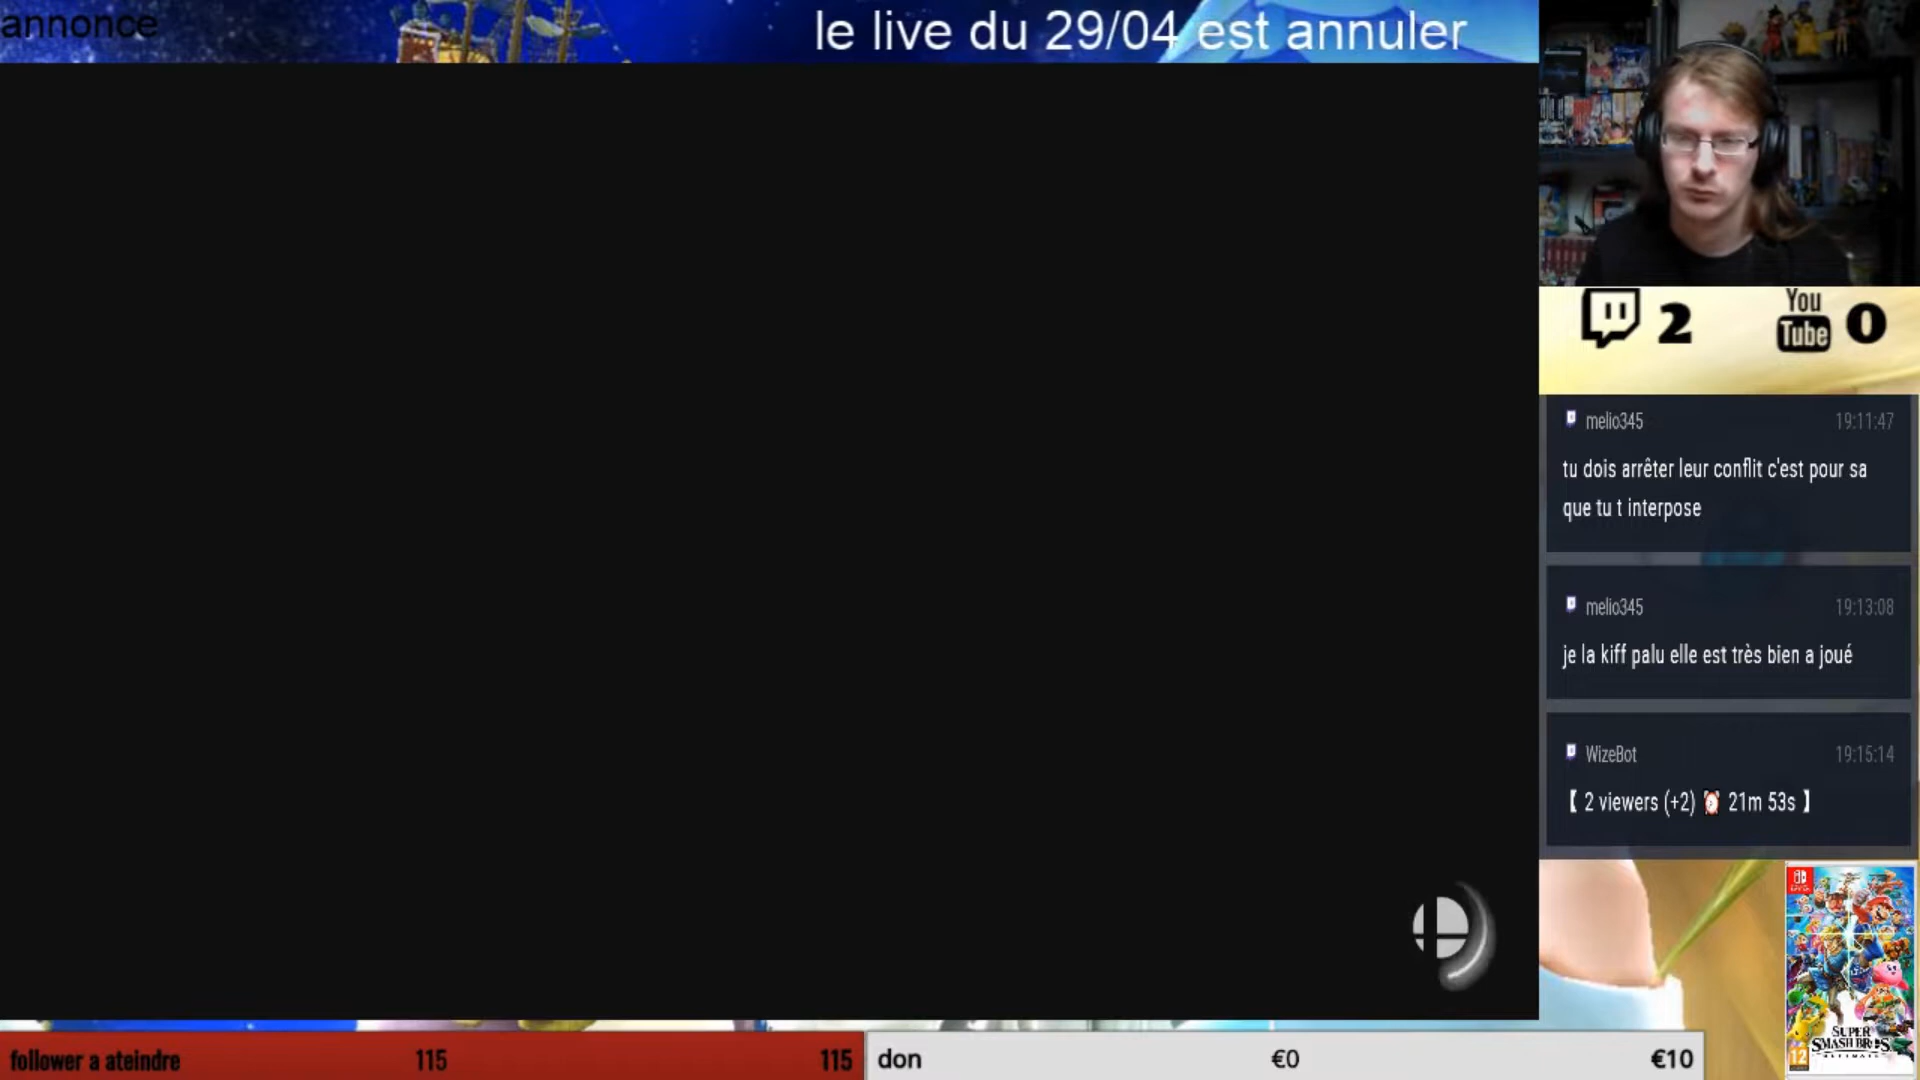 annonce
le live du 29/04 est annuler
2
You
Tube
0
melio345
19:11:47
tu dois arrêter leur conflit c'est pour sa
que tu t interpose
melio345
19:13:08
je la kiff palu elle est très bien a joué
WizeBot
19:15:14
【 2 viewers (+2) ⏰ 21m 53s 】
SUPER
SMASH BROS.
ULTIMATE
12
follower a ateindre
115
115
don
€0
€10